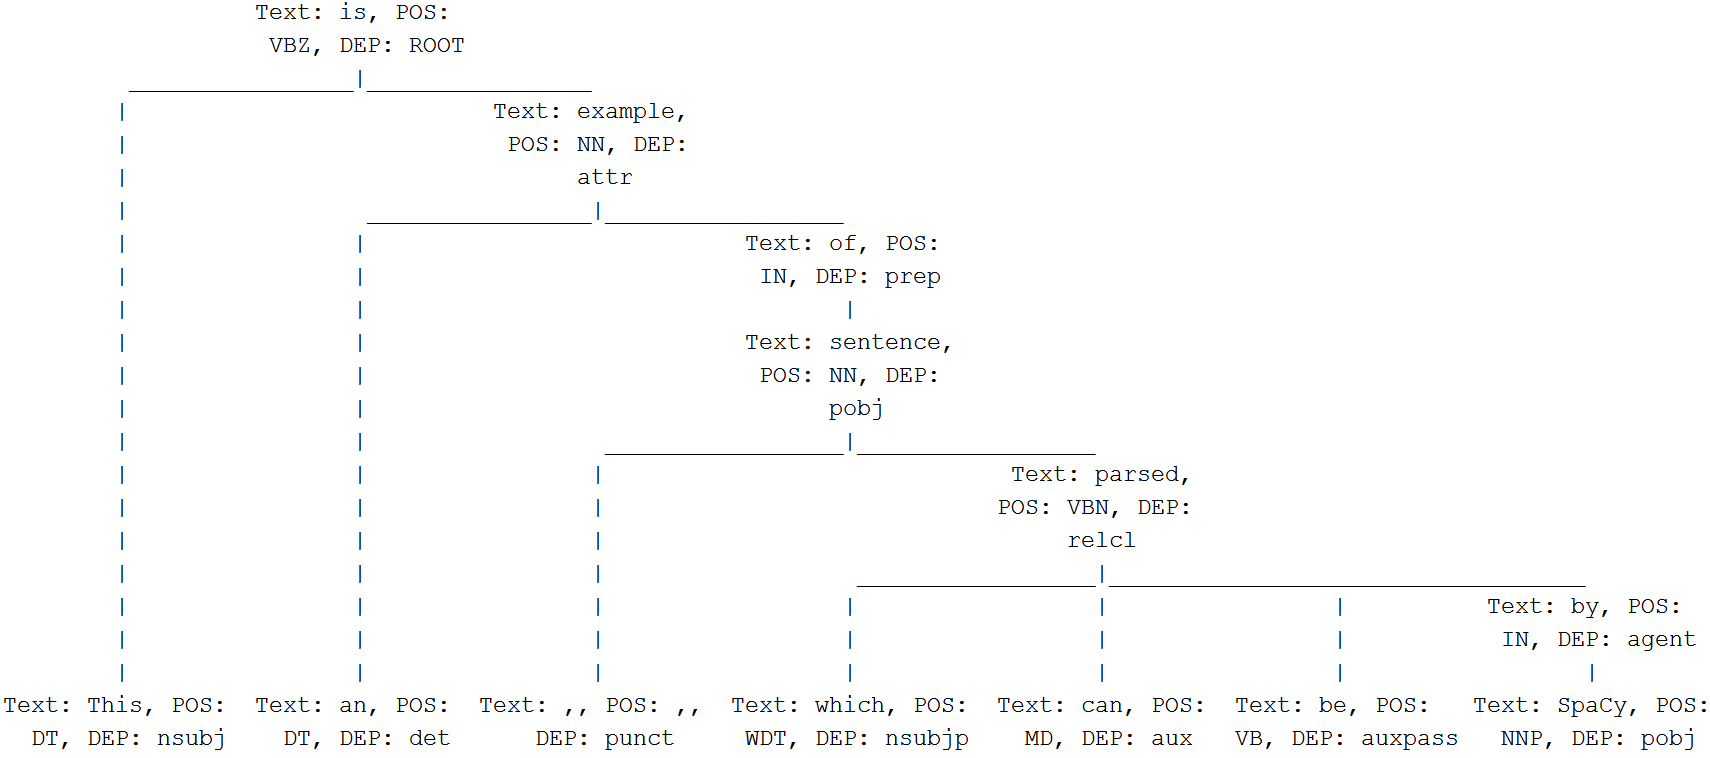 Text: is, POS:
VBZ, DEP: ROOT
Text: example,
POS: NN, DEP:
attr
Text: of, POS:
IN, DEP: prep
Text: sentence,
POS: NN, DEP:
pobj
Text: parsed,
POS: VBN, DEP:
relcl
Text: by, POS:
IN, DEP: agent
Text: This, POS: Text: an, POS: Text: ,, POS: ,, Text: which, POS: Text: can, POS: Text: be, POS: Text: SpaCy, POS:
DT, DEP: nsubj DT, DEP: det DEP: punct WDT, DEP: nsubjp MD, DEP: aux VB, DEP: auxpass NNP, DEP: pobj